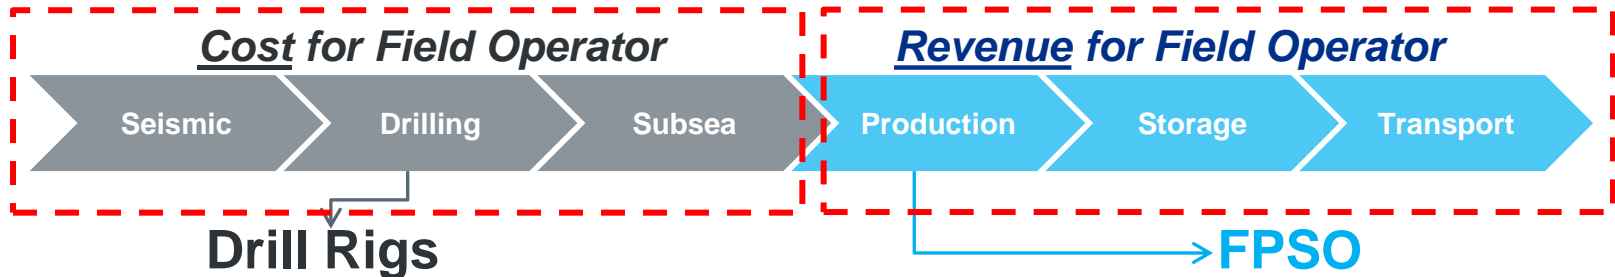 Cost for Field Operator
Revenue for Field Operator
Seismic
Drilling
Subsea
Production
Storage
Transport
Drill Rigs
FPSO